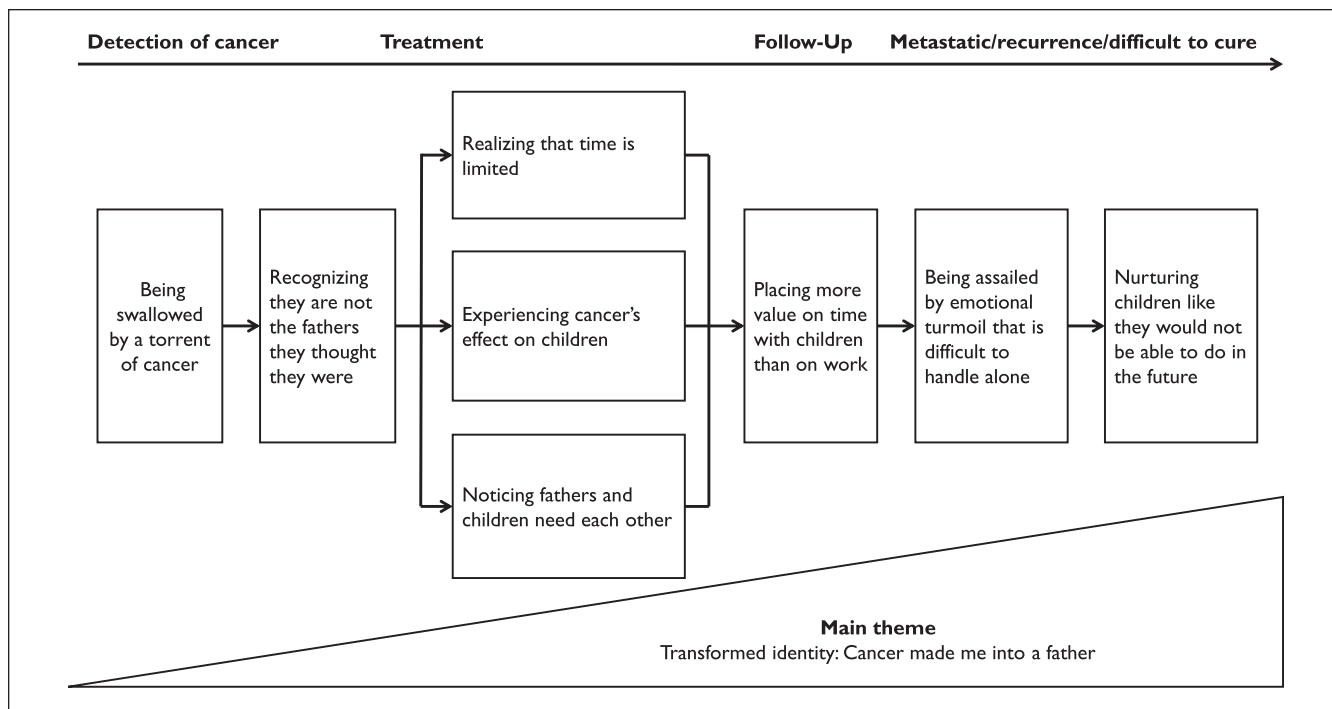 Detection of cancer
Treatment
Follow-Up
Metastatic/recurrence/difficult to cure
Being
swallowed
by a torrent
of cancer
Recognizing
they are not
the fathers
they thought
they were
Realizing that time is
limited
Experiencing cancer’s
effect on children
Noticing fathers and
children need each other
Placing more
value on time
with children
than on work
Being assailed
by emotional
turmoil that is
difficult to
handle alone
Nurturing
children like
they would not
be able to do in
the future
Main theme
Transformed identity: Cancer made me into a father